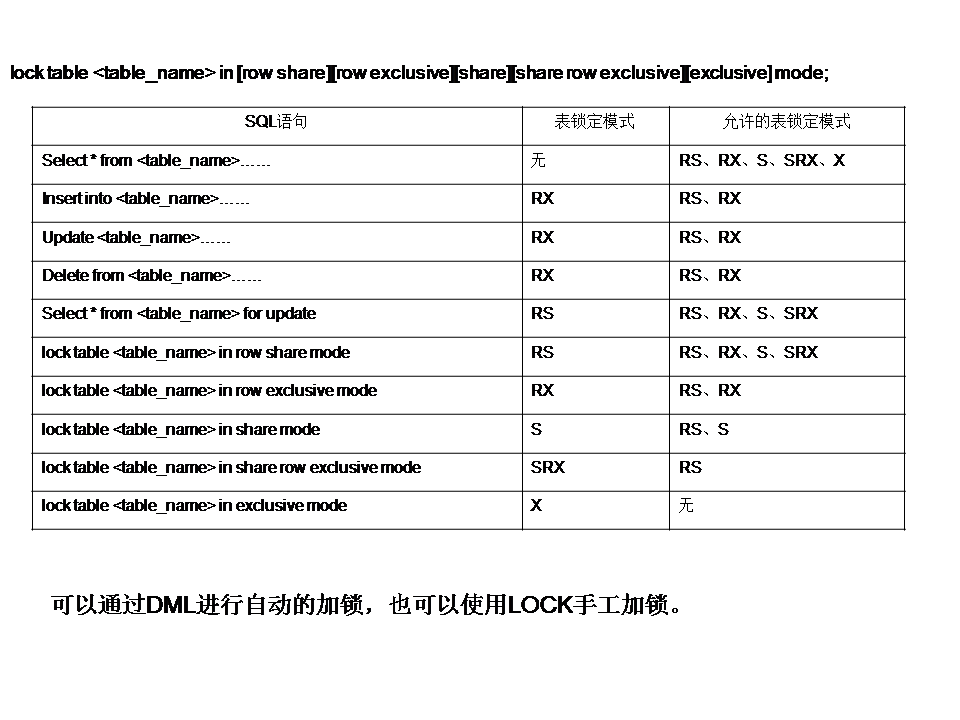 lock table <table_name> in [row share][row exclusive][share][share row exclusive][exclusive] mode;
SQL语句 表锁定模式 允许的表锁定模式
Select * from <table_name>…… 无 RS、RX、S、SRX、X
Insert into <table_name>…… RX RS、RX
Update <table_name>…… RX RS、RX
Delete from <table_name>…… RX RS、RX
Select * from <table_name> for update RS RS、RX、S、SRX
lock table <table_name> in row share mode RS RS、RX、S、SRX
lock table <table_name> in row exclusive mode RX RS、RX
lock table <table_name> in share mode S RS、S
lock table <table_name> in share row exclusive mode SRX RS
lock table <table_name> in exclusive mode X 无
可以通过DML进行自动的加锁，也可以使用LOCK手工加锁。